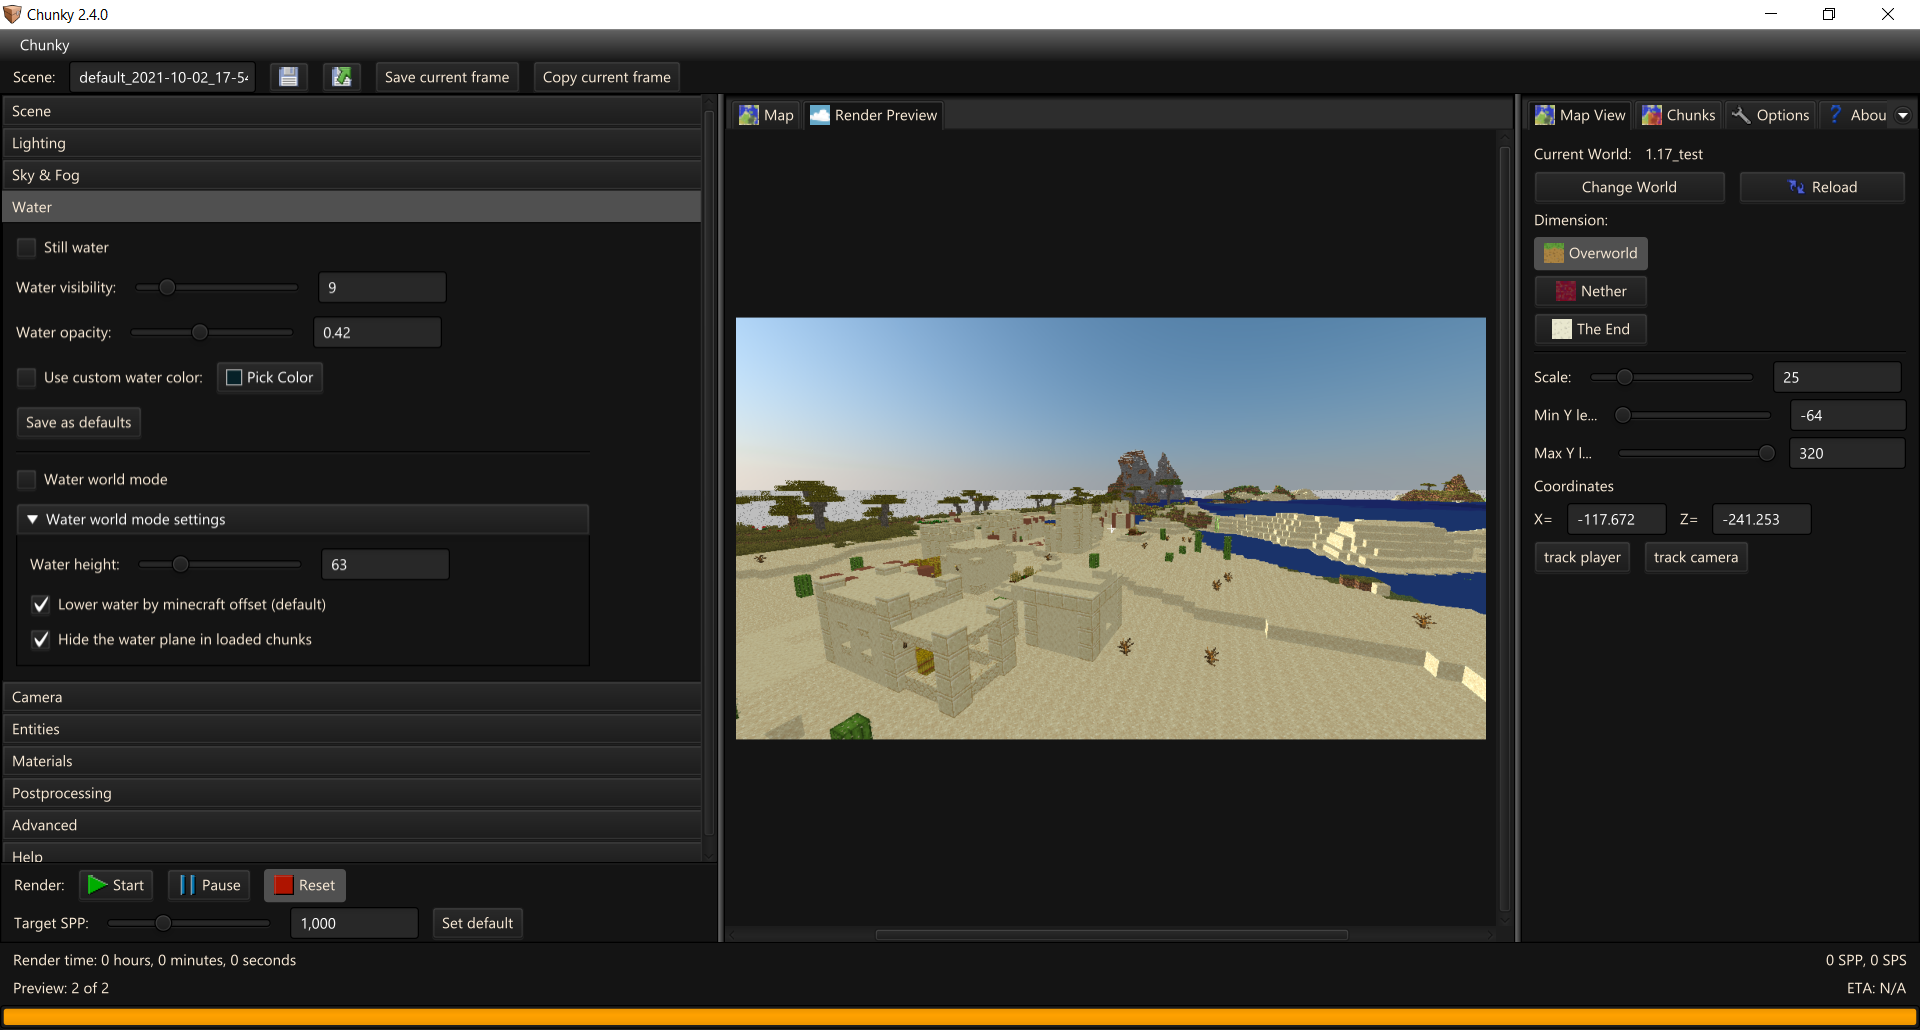 Chunky 2.4.0
Chunky
Scene: default_2021-10-02_17-54 Save current frame Copy current frame
Scene
Lighting
Sky & Fog
Water
Still water
Water visibility: 9
Water opacity: 0.42
Use custom water color: Pick Color
Save as defaults
Water world mode
Water world mode settings
Water height: 63
Lower water by minecraft offset (default)
Hide the water plane in loaded chunks
Camera
Entities
Materials
Postprocessing
Advanced
Help
Render: Start Pause Reset
Target SPP: 1,000 Set default
Map Render Preview
Map View Chunks Options Abou
Current World: 1.17_test
Change World Reload
Dimension:
Overworld
Nether
The End
Scale: 25
Min Y le... -64
Max Y l... 320
Coordinates
X= -117.672 Z= -241.253
track player track camera
Render time: 0 hours, 0 minutes, 0 seconds 0 SPP, 0 SPS
Preview: 2 of 2 ETA: N/A